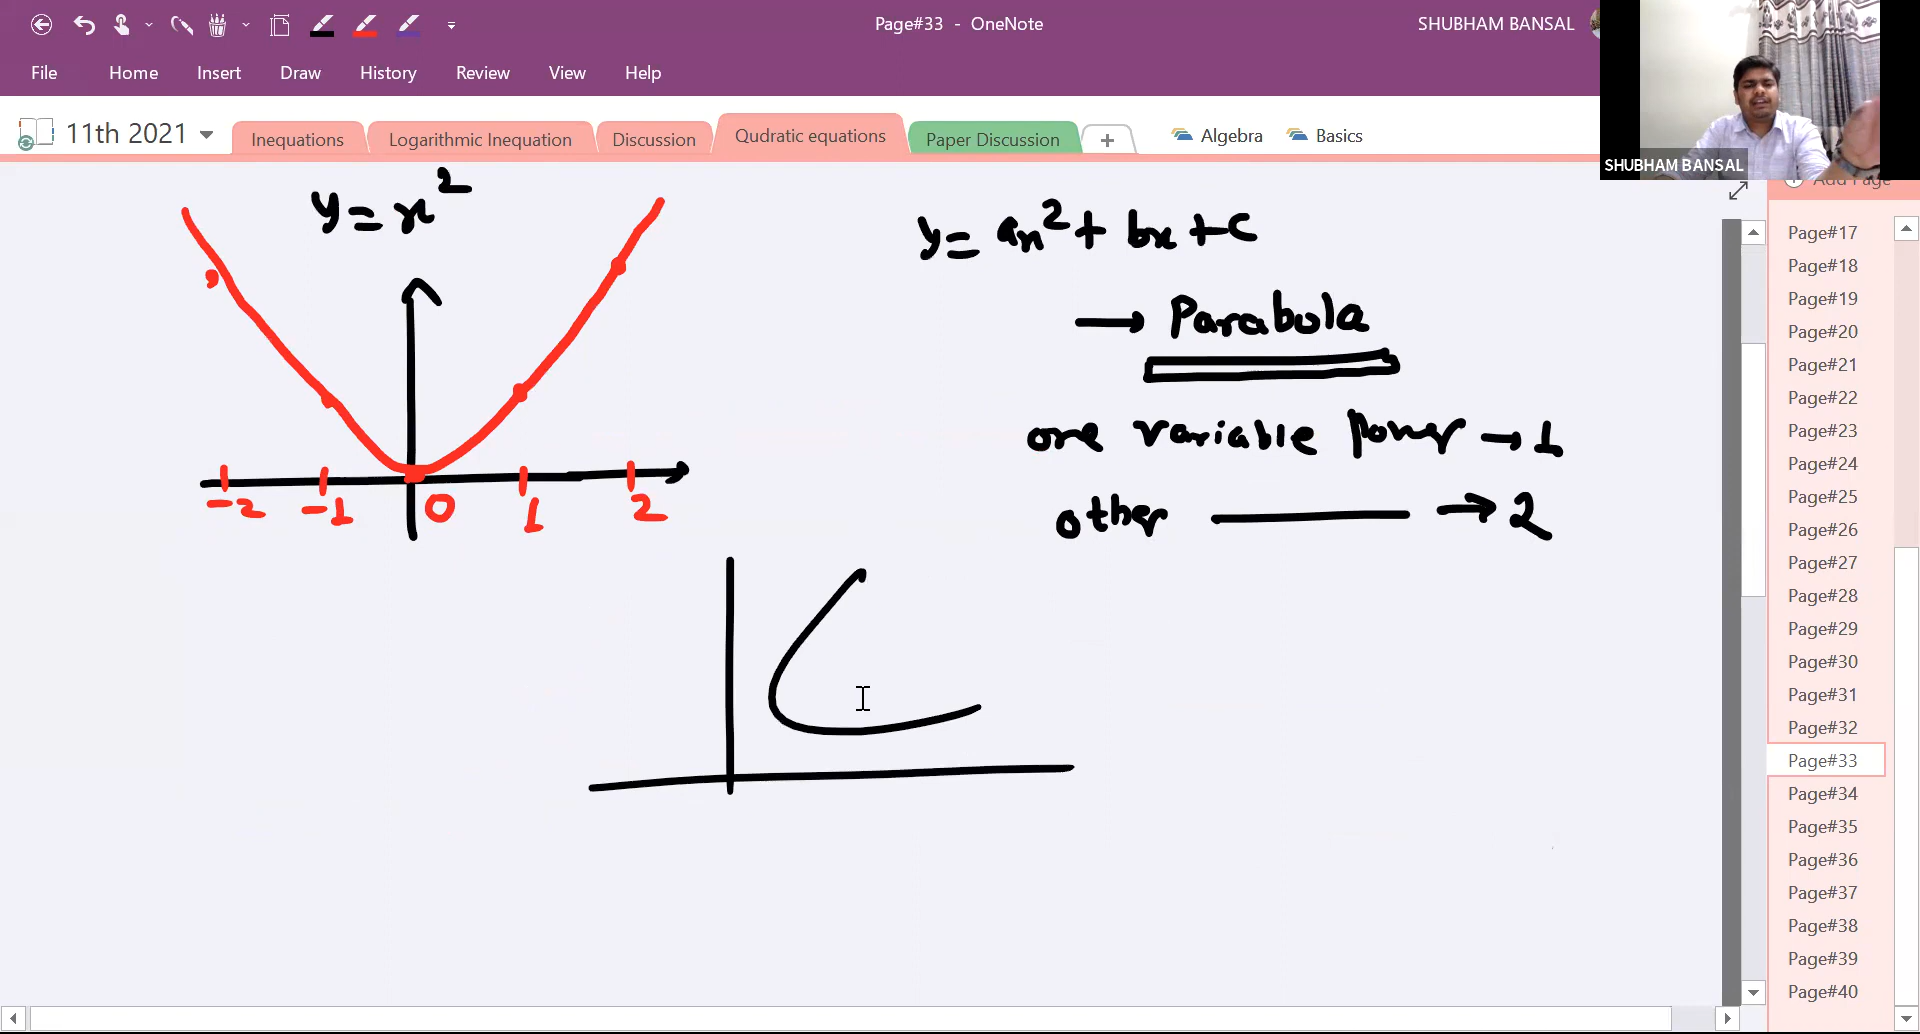 Page#33 - OneNote
SHUBHAM BANSAL
File Home Insert Draw History Review View Help
11th 2021
Inequations
Logarithmic Inequation
Discussion
Qudratic equations
Paper Discussion
+
Algebra
Basics
SHUBHAM BANSAL
Add Page
y = x²
-2 -1 0 1 2
y = ax² + bx + c
→ Parabola
one variable power → 1
other ——— → 2
Page#17
Page#18
Page#19
Page#20
Page#21
Page#22
Page#23
Page#24
Page#25
Page#26
Page#27
Page#28
Page#29
Page#30
Page#31
Page#32
Page#33
Page#34
Page#35
Page#36
Page#37
Page#38
Page#39
Page#40